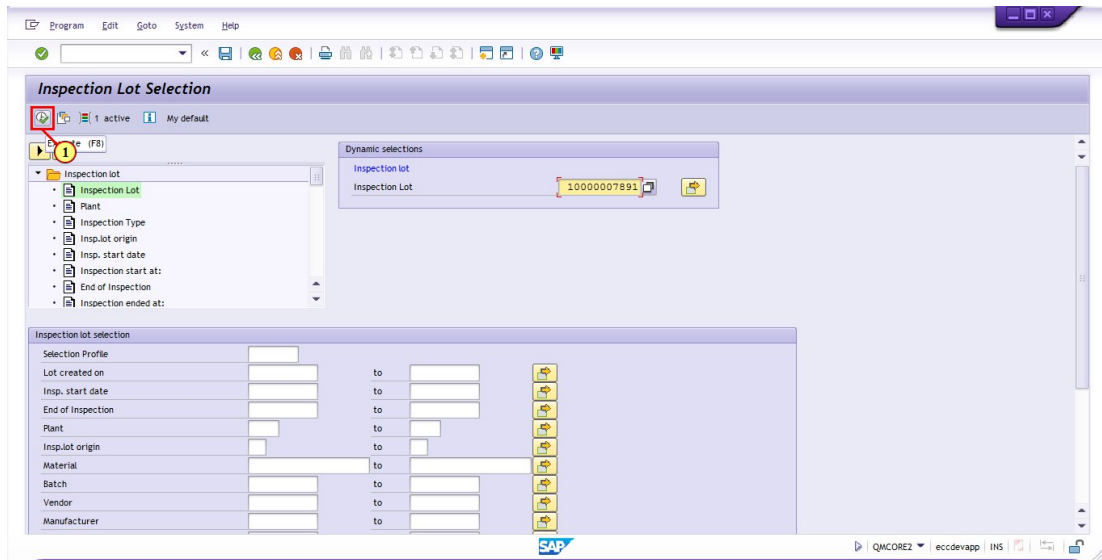 Program Edit Goto System Help
Inspection Lot Selection
1 active My default
Execute (F8)
1
Dynamic selections
Inspection lot
Inspection Lot 10000007891
Inspection lot
Inspection Lot
Plant
Inspection Type
Insp.lot origin
Insp. start date
Inspection start at:
End of Inspection
Inspection ended at:
Inspection lot selection
Selection Profile
Lot created on to
Insp. start date to
End of Inspection to
Plant to
Insp.lot origin to
Material to
Batch to
Vendor to
Manufacturer to
SAP
QMCORE2 eccdevapp INS